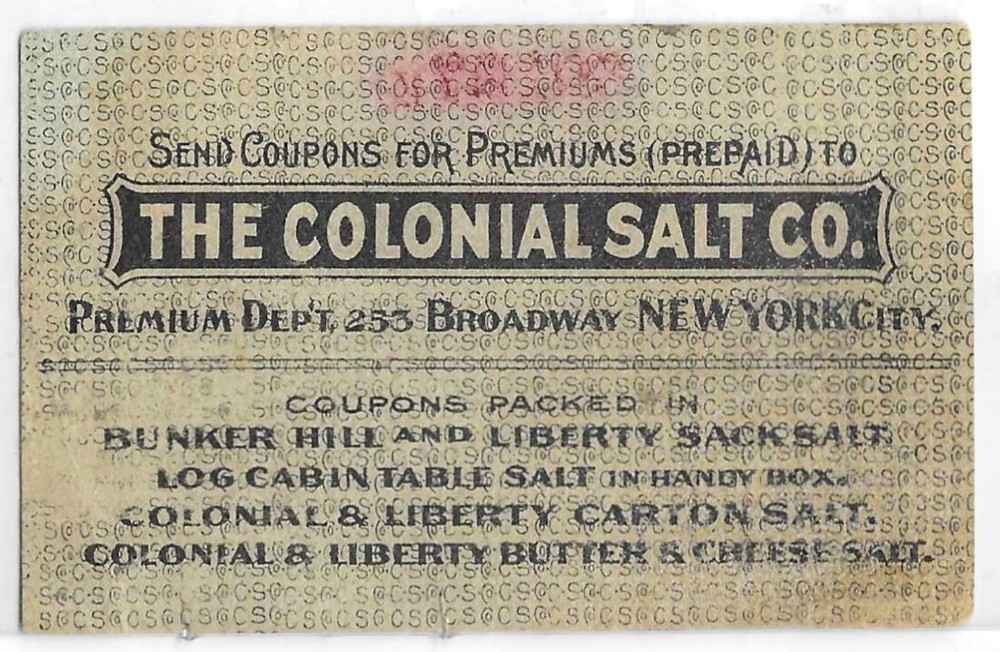 SEND COUPONS FOR PREMIUMS (PREPAID) TO
THE COLONIAL SALT CO.
PREMIUM DEP'T, 253 BROADWAY NEW YORK CITY.
COUPONS PACKED IN
BUNKER HILL AND LIBERTY SACK SALT.
LOG CABIN TABLE SALT IN HANDY BOX.
COLONIAL & LIBERTY CARTON SALT.
COLONIAL & LIBERTY BUTTER & CHEESE SALT.